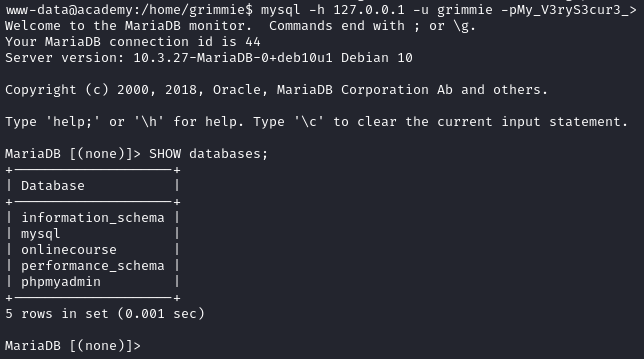 www-data@academy:/home/grimmie$ mysql -h 127.0.0.1 -u grimmie -pMy_V3ryS3cur3_>
Welcome to the MariaDB monitor.  Commands end with ; or \g.
Your MariaDB connection id is 44
Server version: 10.3.27-MariaDB-0+deb10u1 Debian 10

Copyright (c) 2000, 2018, Oracle, MariaDB Corporation Ab and others.

Type 'help;' or '\h' for help. Type '\c' to clear the current input statement.

MariaDB [(none)]> SHOW databases;
+--------------------+
| Database           |
+--------------------+
| information_schema |
| mysql              |
| onlinecourse       |
| performance_schema |
| phpmyadmin         |
+--------------------+
5 rows in set (0.001 sec)

MariaDB [(none)]>